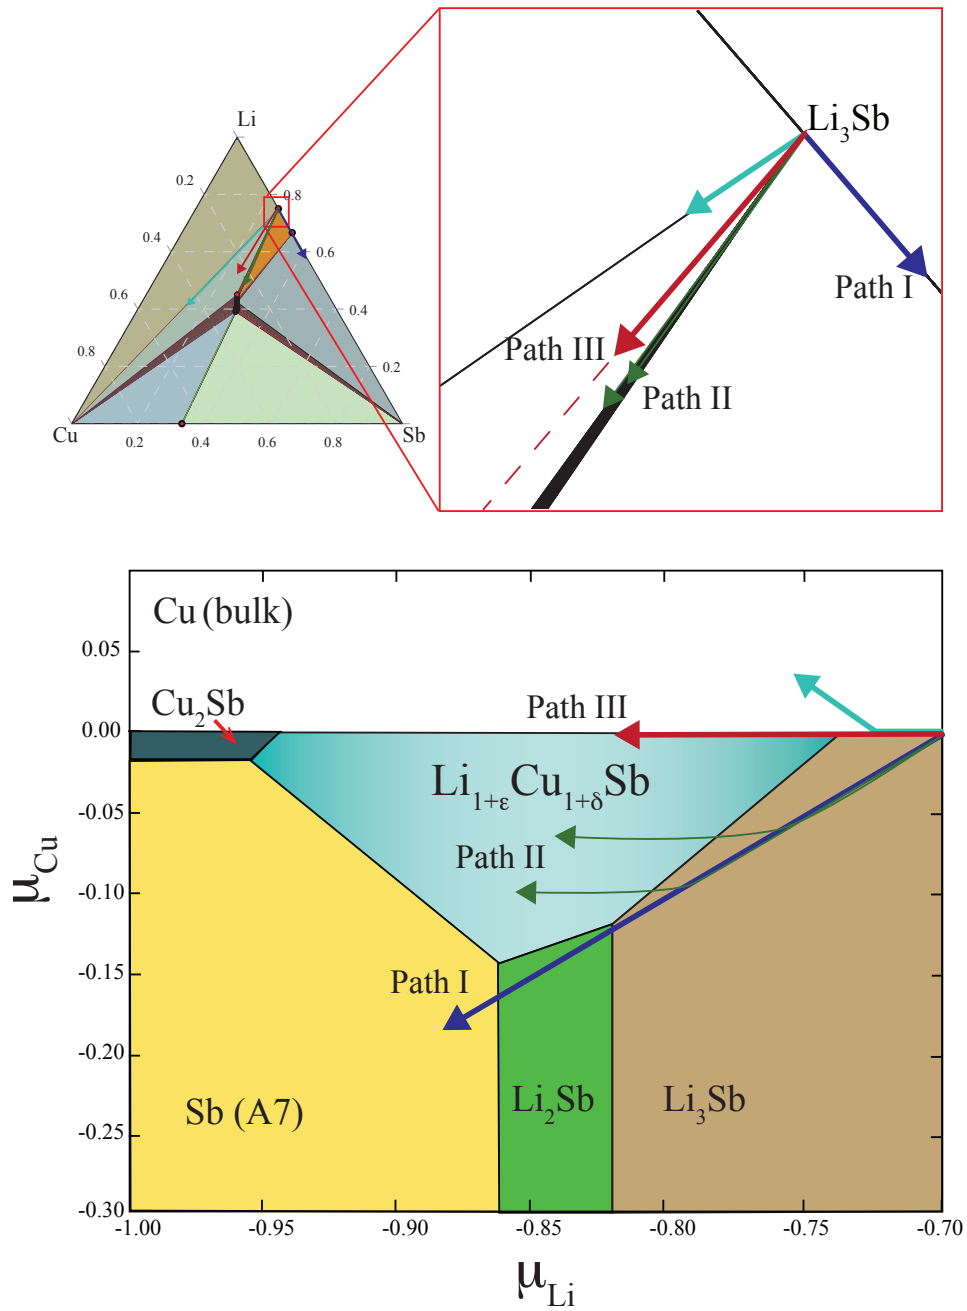 Li
0.2
0.8
0.4
0.6
0.6
0.4
0.8
0.2
Cu
Sb
0.2
0.4
0.6
0.8
Li₃Sb
Path I
Path III
Path II
Cu (bulk)
0.05
Cu₂Sb
Path III
0.00
Li₁₊εCu₁₊δSb
-0.05
Path II
μCu
-0.10
Path I
-0.15
-0.20
Sb (A7)
Li₂Sb
Li₃Sb
-0.25
-0.30
-1.00
-0.95
-0.90
-0.85
-0.80
-0.75
-0.70
μLi